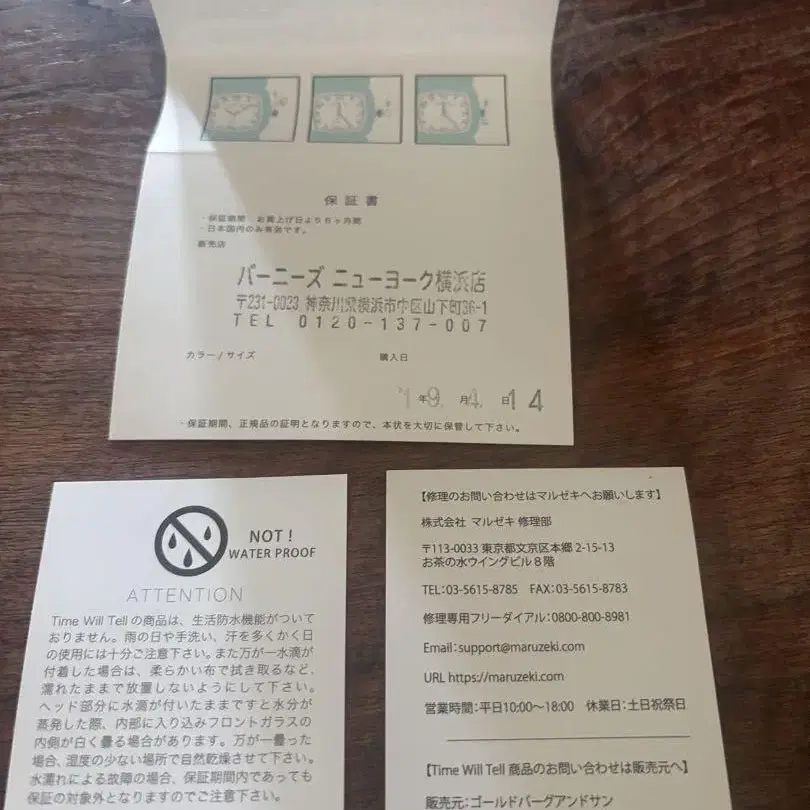 保証書
・保証期間 お買上げ日より6ヶ月間
・日本国内のみ有効です。
販売店
バーニーズ ニューヨーク横浜店
〒231-0023 神奈川県横浜市中区山下町36-1
TEL 0120-137-007
カラー/サイズ 購入日
'19年 4月 14日
・保証期間、正規品の証明となりますので、本状を大切に保管して下さい。
NOT!
WATER PROOF
ATTENTION
Time Will Tellの商品は、生活防水機能がついて
おりません。雨の日や手洗い、汗を多くかく日
の使用には十分ご注意下さい。また万が一水滴が
付着した場合は、柔らかい布で拭き取るなど、
濡れたままで放置しないようにして下さい。
ヘッド部分に水滴が付いたままですと水分が
蒸発した際、内部に入り込みフロントガラスの
内側が白く曇る場合があります。万が一曇った
場合、湿度の少ない場所で自然乾燥させて下さい。
水濡れによる故障の場合、保証期間内であっても
保証の対象外となりますのでご注意下さい。
【修理のお問い合わせはマルゼキへお願いします】
株式会社 マルゼキ 修理部
〒113-0033 東京都文京区本郷 2-15-13
お茶の水ウイングビル8階
TEL:03-5615-8785 FAX:03-5615-8783
修理専用フリーダイアル:0800-800-8981
Email:support@maruzeki.com
URL https://maruzeki.com
営業時間:平日10:00～18:00 休業日:土日祝祭日
【Time Will Tell 商品のお問い合わせは販売元へ】
販売元:ゴールドバーグアンドサン